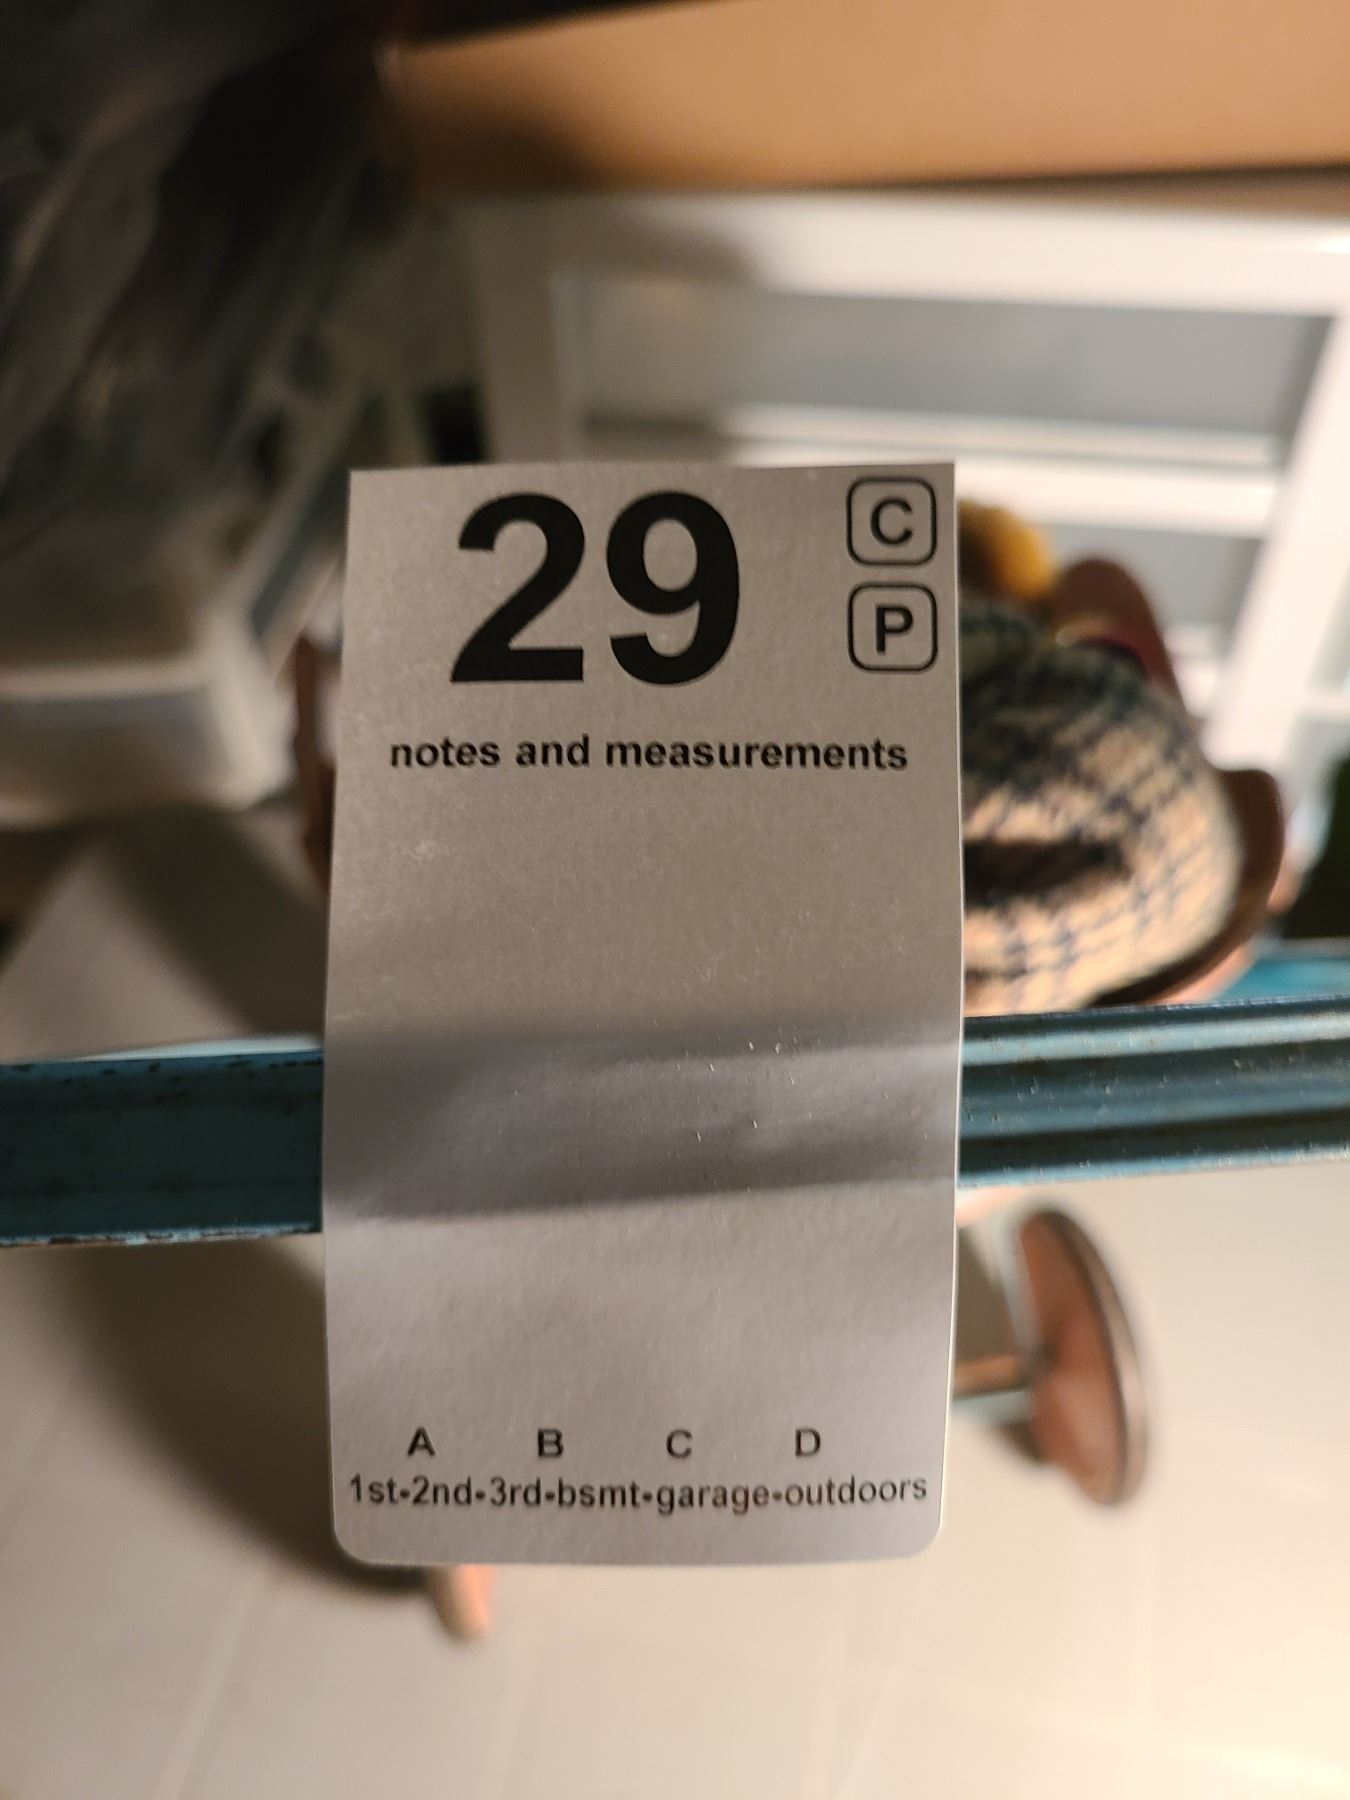 29
C
P
notes and measurements
A B C D
1st-2nd-3rd-bsmt-garage-outdoors